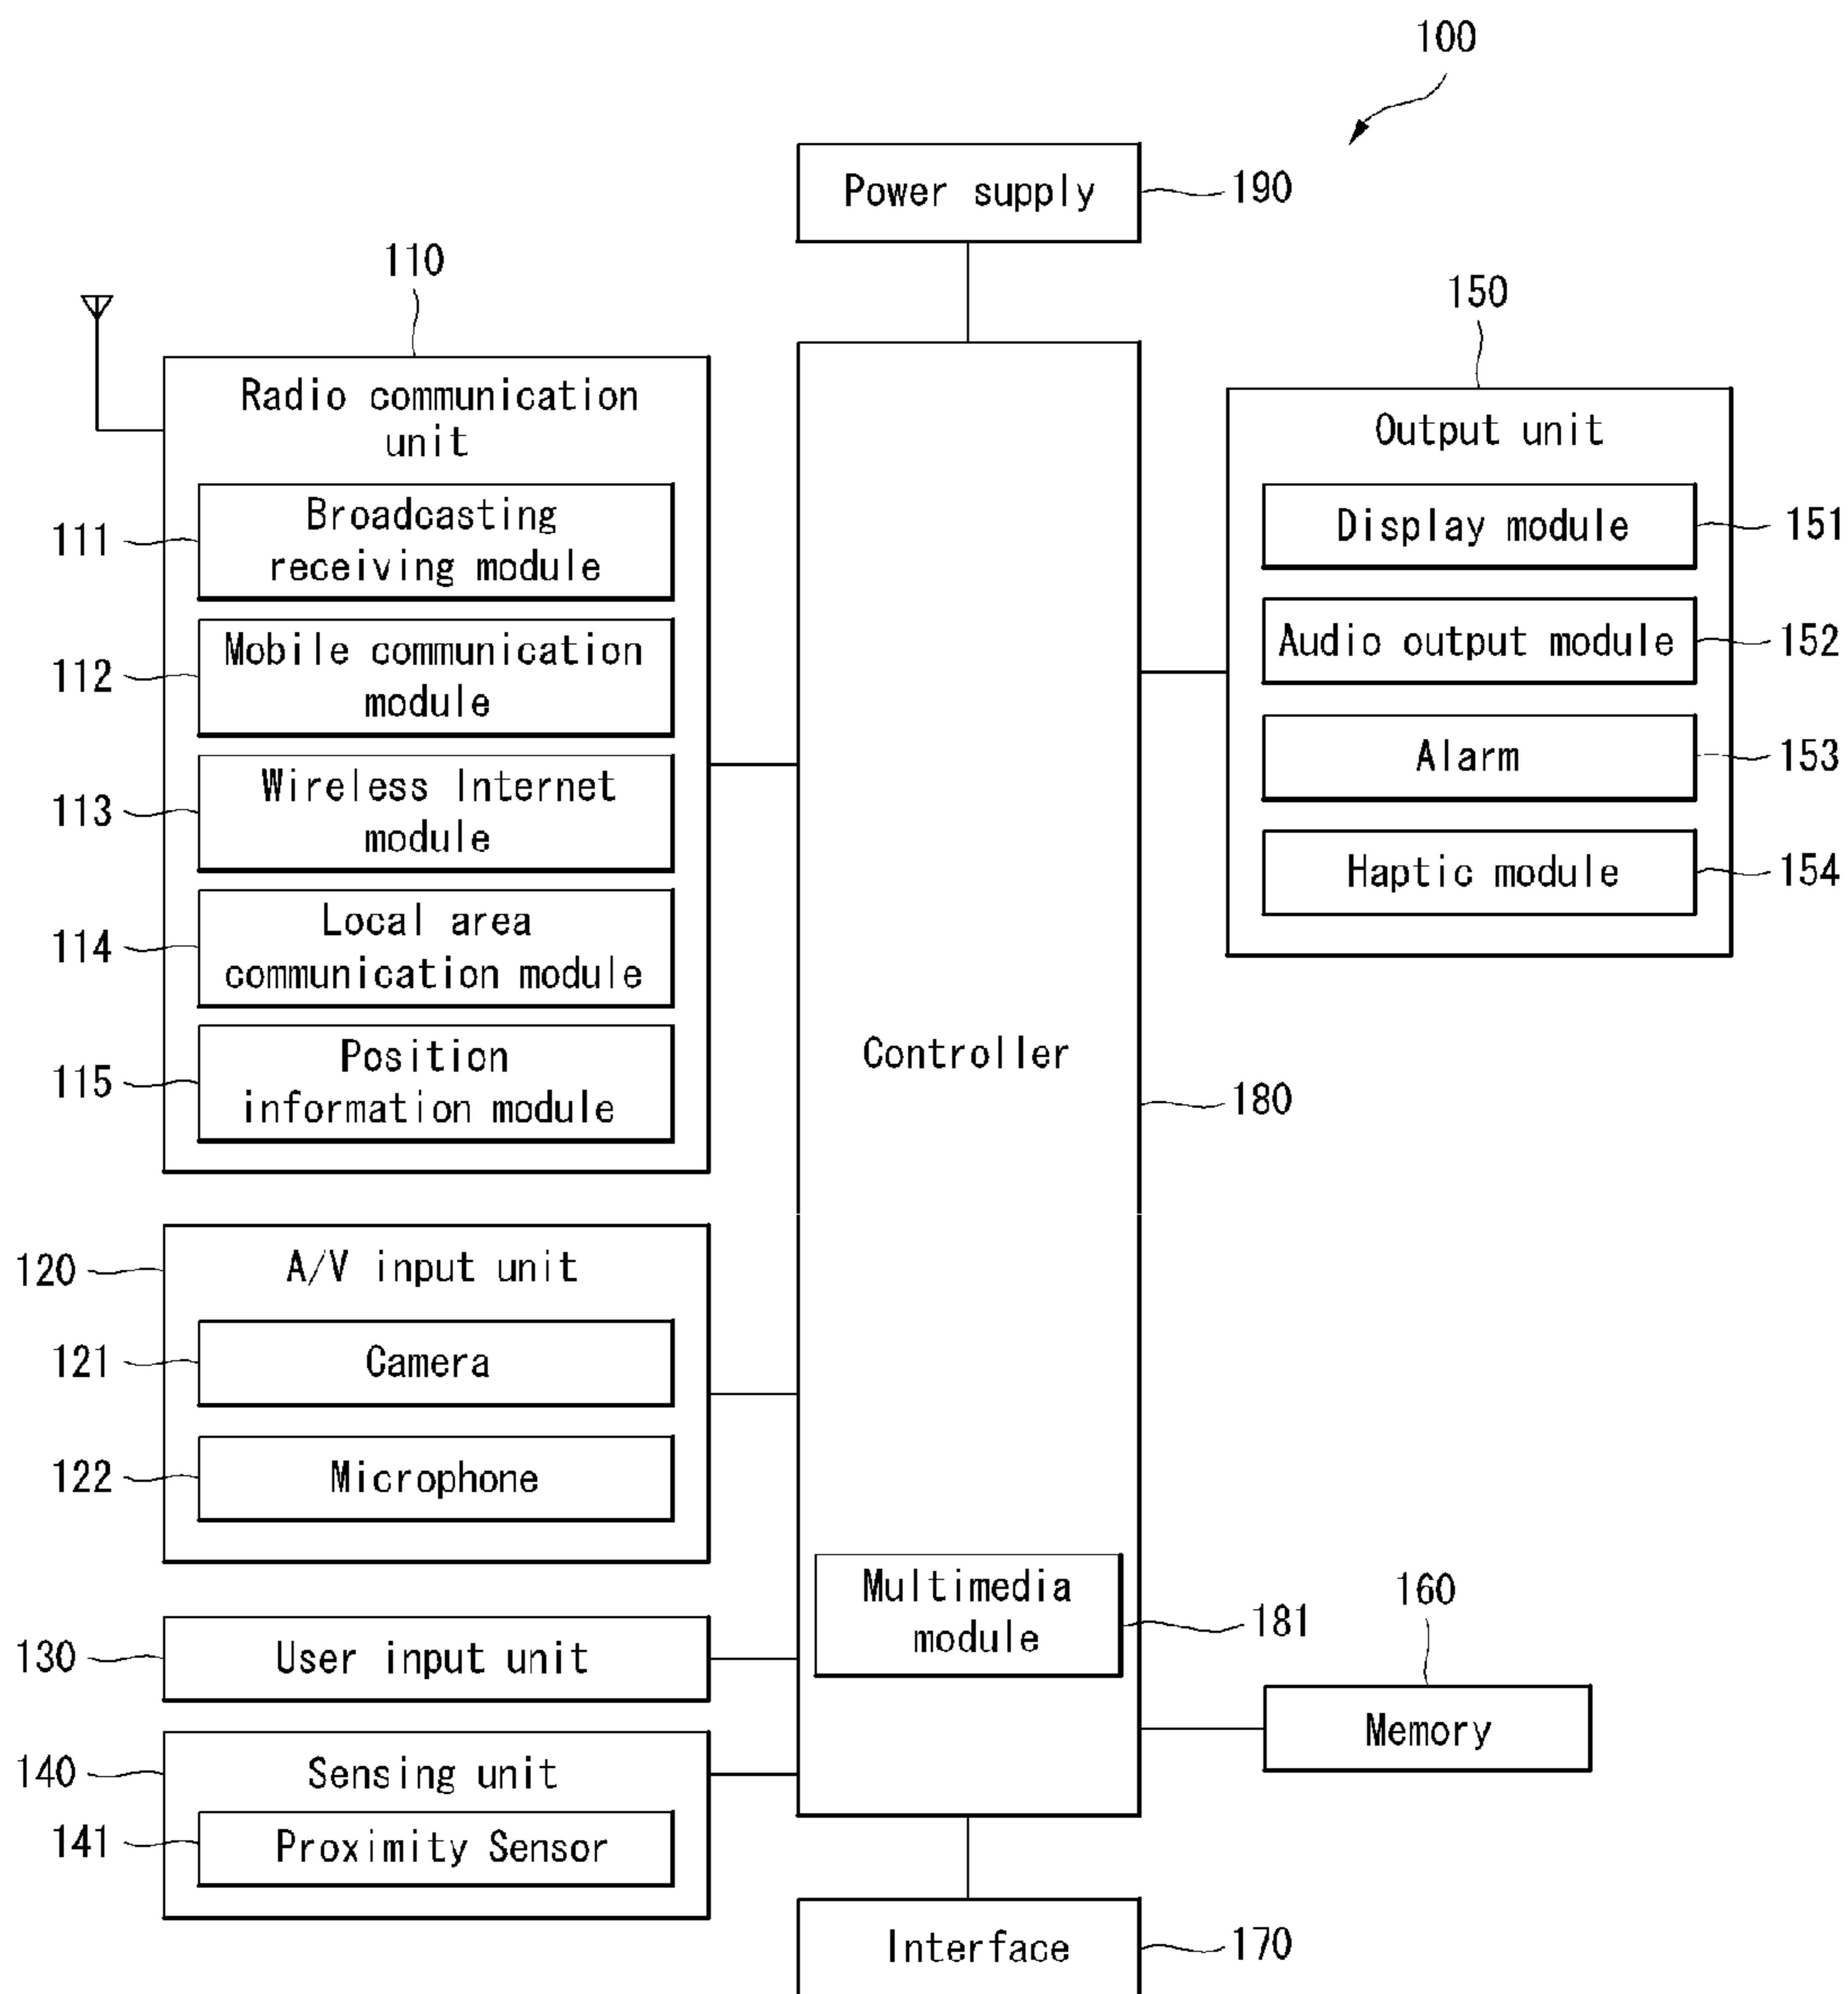 100
Power supply
190
110
Radio communication
unit
111
Broadcasting
receiving module
112
Mobile communication
module
113
Wireless Internet
module
114
Local area
communication module
115
Position
information module
120
A/V input unit
121
Camera
122
Microphone
130
User input unit
140
Sensing unit
141
Proximity Sensor
Controller
180
Multimedia
module
181
150
Output unit
Display module
151
Audio output module
152
Alarm
153
Haptic module
154
160
Memory
Interface
170